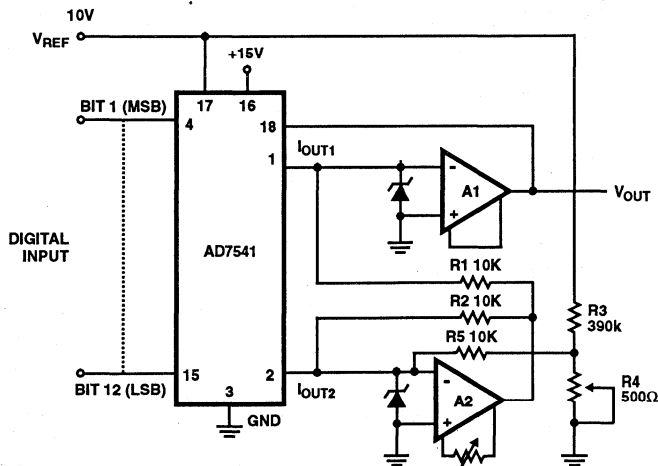 10V
VREF
+15V
BIT 1 (MSB)
17
16
4
18
1
IOUT1
-
A1
+
VOUT
DIGITAL
INPUT
AD7541
R1 10K
R2 10K
R3
390k
R5 10K
BIT 12 (LSB)
15
2
3
IOUT2
GND
-
A2
+
R4
500Ω